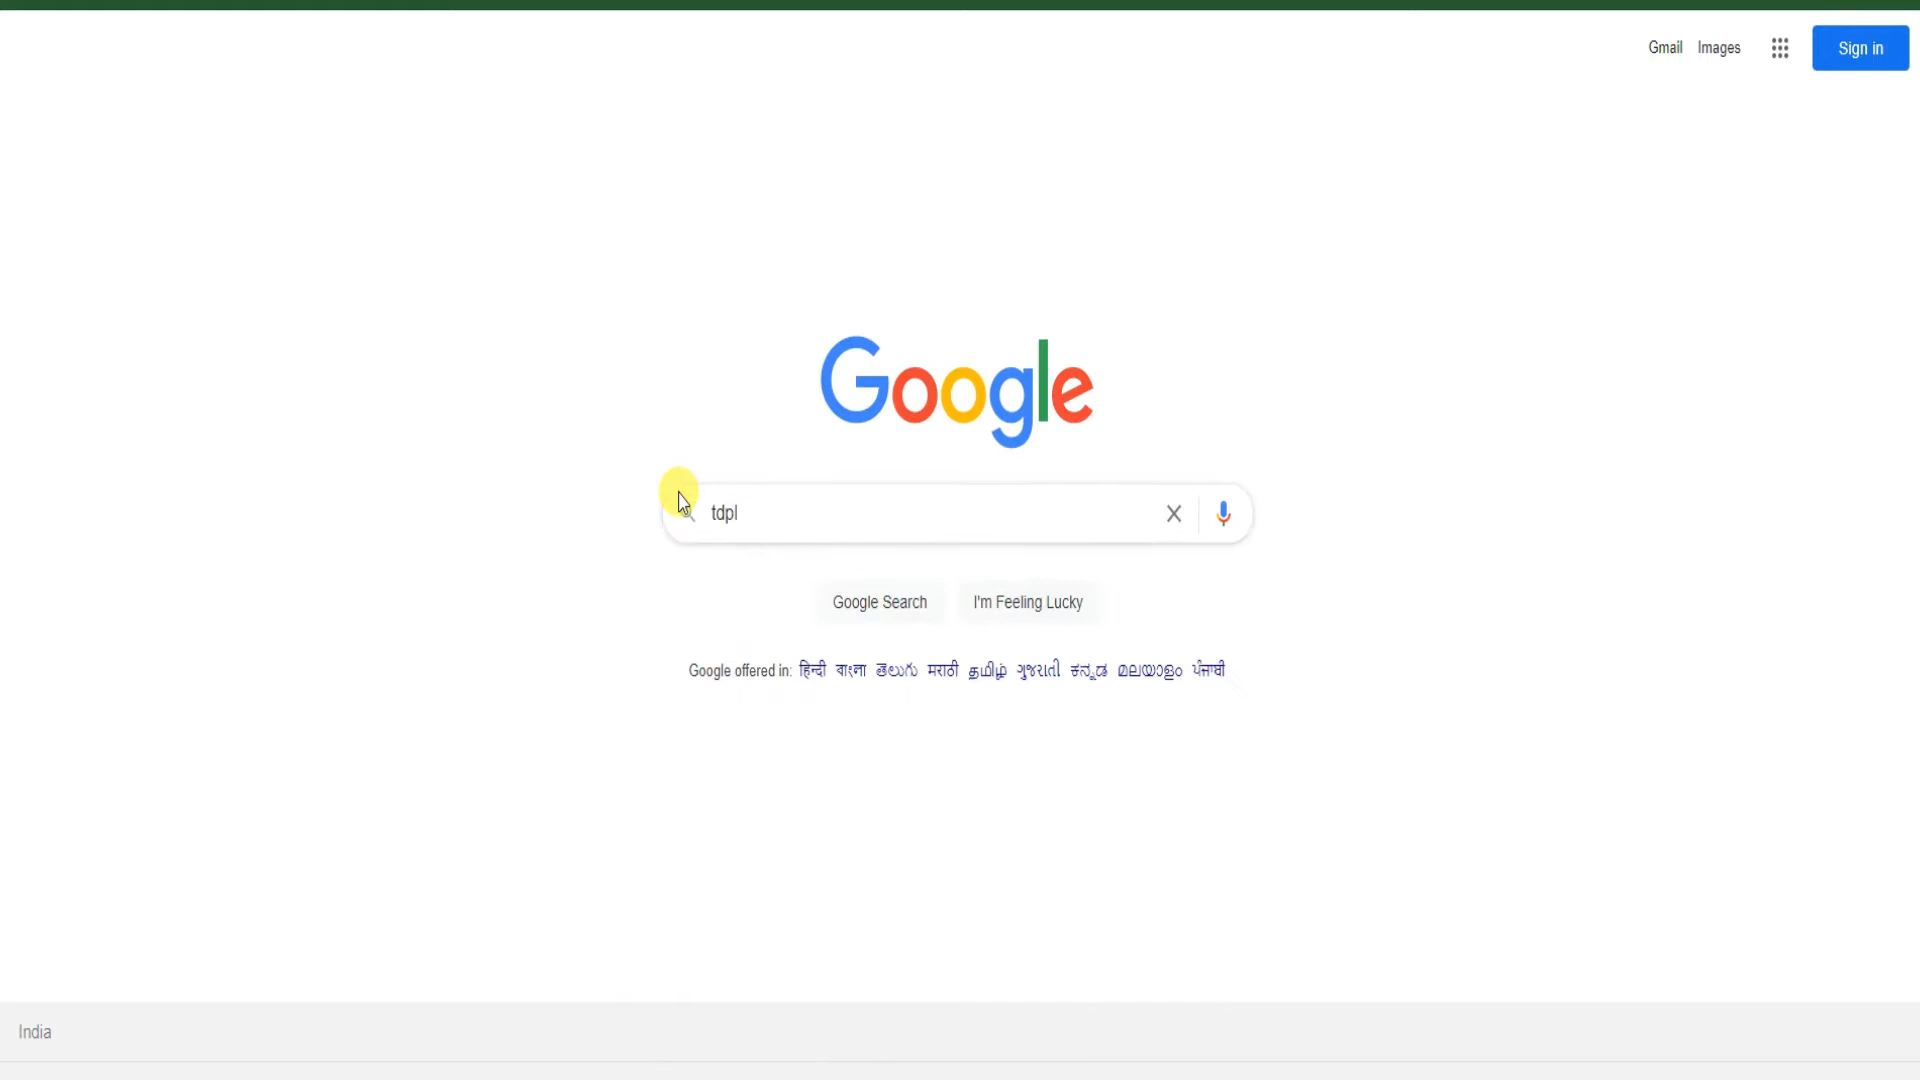 Gmail Images Sign in
Google
tdpl
Google Search I'm Feeling Lucky
Google offered in: हिन्दी বাংলা తెలుగు मराठी தமிழ் ગુજરાતી ಕನ್ನಡ മലയാളം ਪੰਜਾਬੀ
India